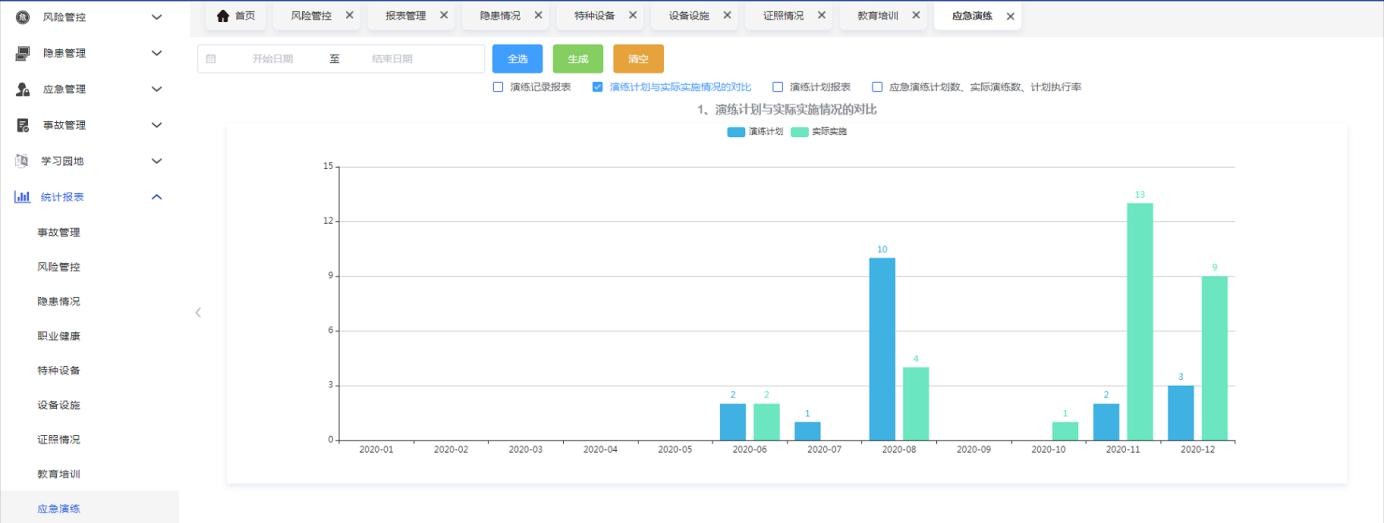 风险管控
隐患管理
应急管理
事故管理
学习园地
统计报表
事故管理
风险管控
隐患情况
职业健康
特种设备
设备设施
证照情况
教育培训
应急演练
首页 风险管控 报表管理 隐患情况 特种设备 设备设施 证照情况 教育培训 应急演练
开始日期 至 结束日期 全选 生成 清空
演练记录报表 演练计划与实际实施情况的对比 演练计划报表 应急演练计划数、实际演练数、计划执行率
1、演练计划与实际实施情况的对比
演练计划 实际实施
15
12
9
6
3
0
2 2 1 10 4 1 2 13 3 9
2020-01 2020-02 2020-03 2020-04 2020-05 2020-06 2020-07 2020-08 2020-09 2020-10 2020-11 2020-12